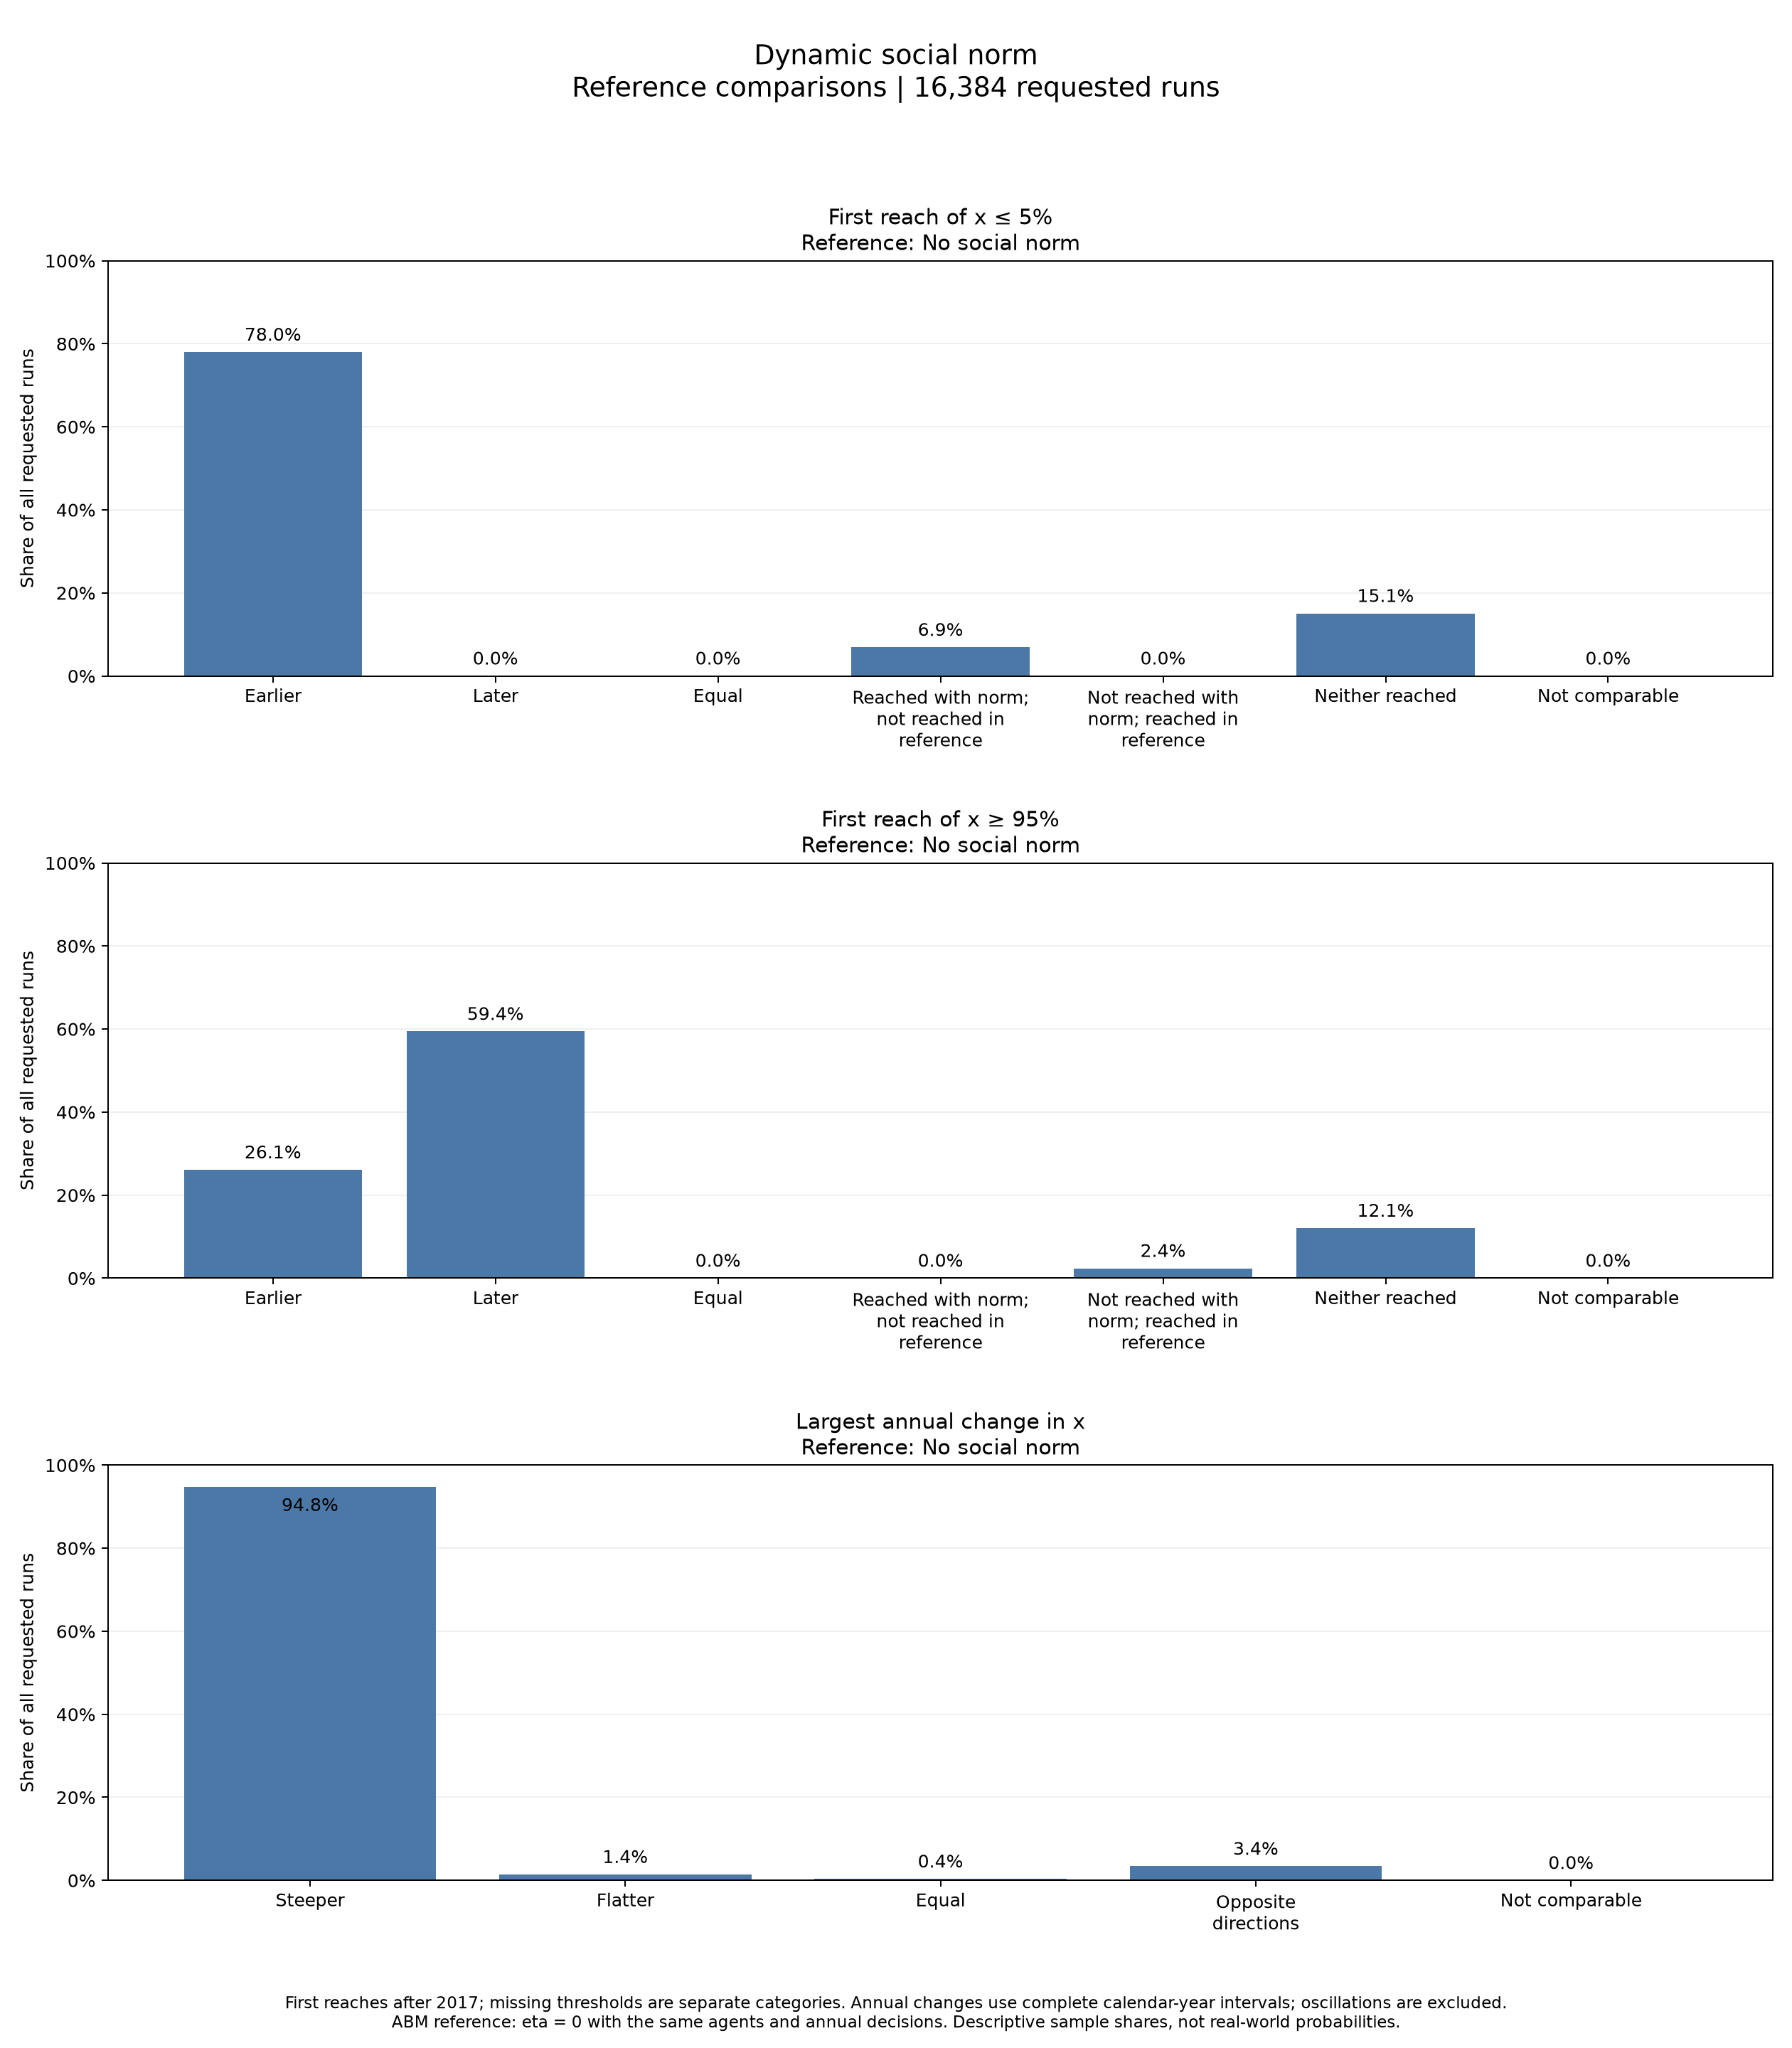 Dynamic social norm
Reference comparisons | 16,384 requested runs
First reach of x ≤ 5%
Reference: No social norm
Share of all requested runs
100%
80%
60%
40%
20%
0%
78.0%
0.0%
0.0%
6.9%
0.0%
15.1%
0.0%
Earlier
Later
Equal
Reached with norm;
not reached in
reference
Not reached with
norm; reached in
reference
Neither reached
Not comparable
First reach of x ≥ 95%
Reference: No social norm
Share of all requested runs
100%
80%
60%
40%
20%
0%
26.1%
59.4%
0.0%
0.0%
2.4%
12.1%
0.0%
Earlier
Later
Equal
Reached with norm;
not reached in
reference
Not reached with
norm; reached in
reference
Neither reached
Not comparable
Largest annual change in x
Reference: No social norm
Share of all requested runs
100%
80%
60%
40%
20%
0%
94.8%
1.4%
0.4%
3.4%
0.0%
Steeper
Flatter
Equal
Opposite
directions
Not comparable
First reaches after 2017; missing thresholds are separate categories. Annual changes use complete calendar-year intervals; oscillations are excluded.
ABM reference: eta = 0 with the same agents and annual decisions. Descriptive sample shares, not real-world probabilities.